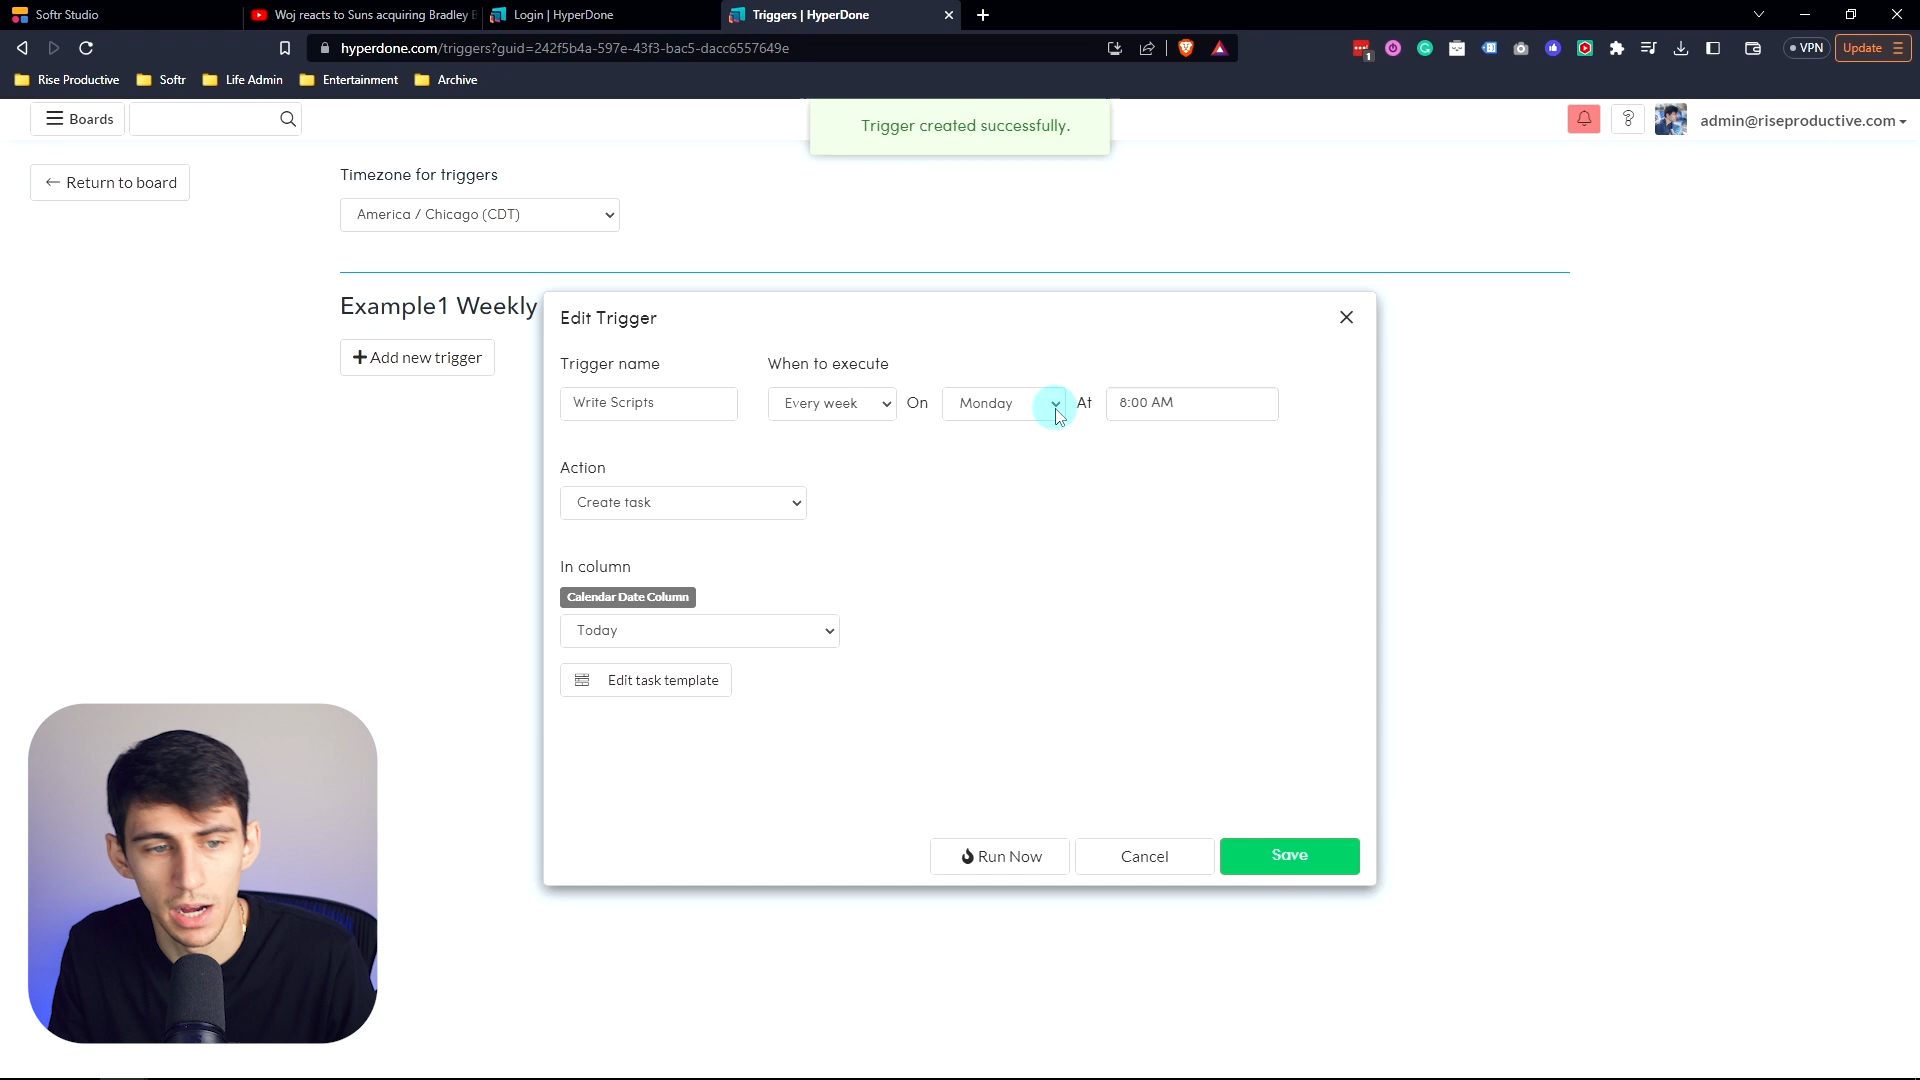 Softr Studio
Woj reacts to Suns acquiring Bradley
Login | HyperDone
Triggers | HyperDone
hyperdone.com/triggers?guid=242f5b4a-597e-43f3-bac5-dacc6557649e
1
VPN
Update
Rise Productive
Softr
Life Admin
Entertainment
Archive
Boards
Trigger created successfully.
?
admin@riseproductive.com
Return to board
Timezone for triggers
America / Chicago (CDT)
Example1 Weekly
Add new trigger
Edit Trigger
Trigger name
When to execute
Write Scripts
Every week
On
Monday
At
8:00 AM
Action
Create task
In column
Calendar Date Column
Today
Edit task template
Run Now
Cancel
Save